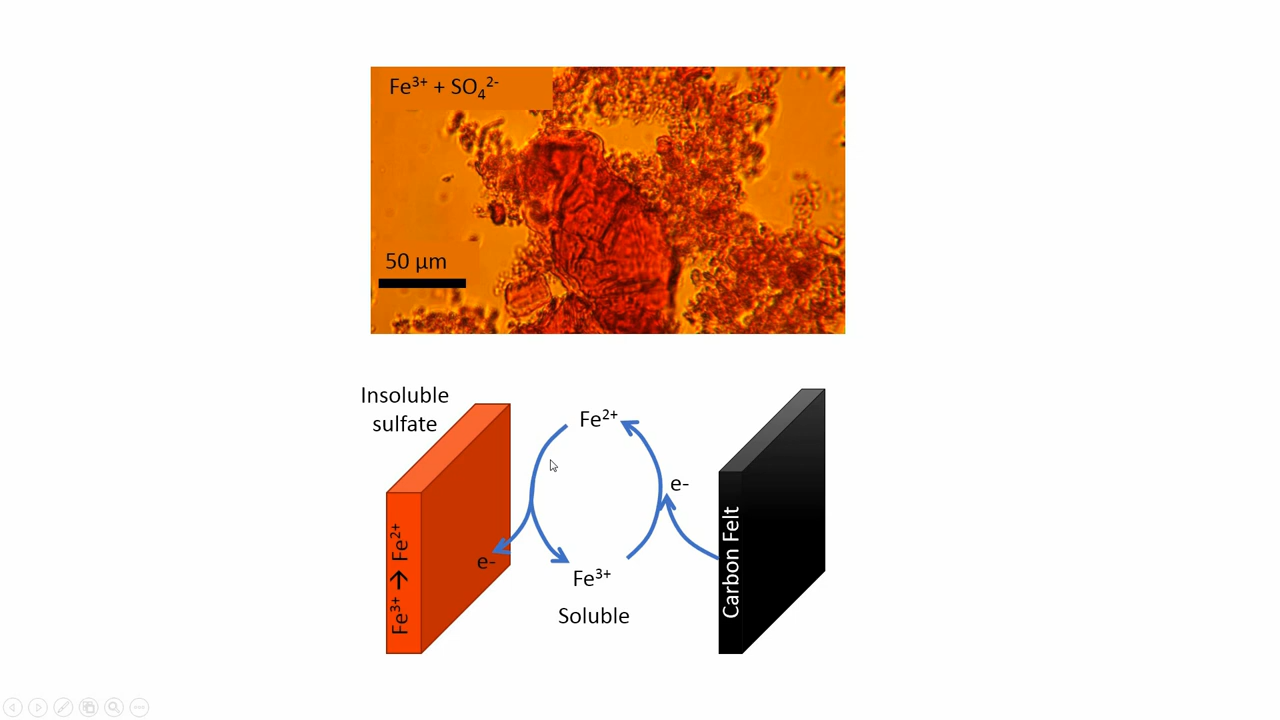 Fe³⁺ + SO₄²⁻
50 µm
Insoluble
sulfate
Fe²⁺
e-
e-
Fe³⁺ → Fe²⁺
Fe³⁺
Soluble
Carbon Felt